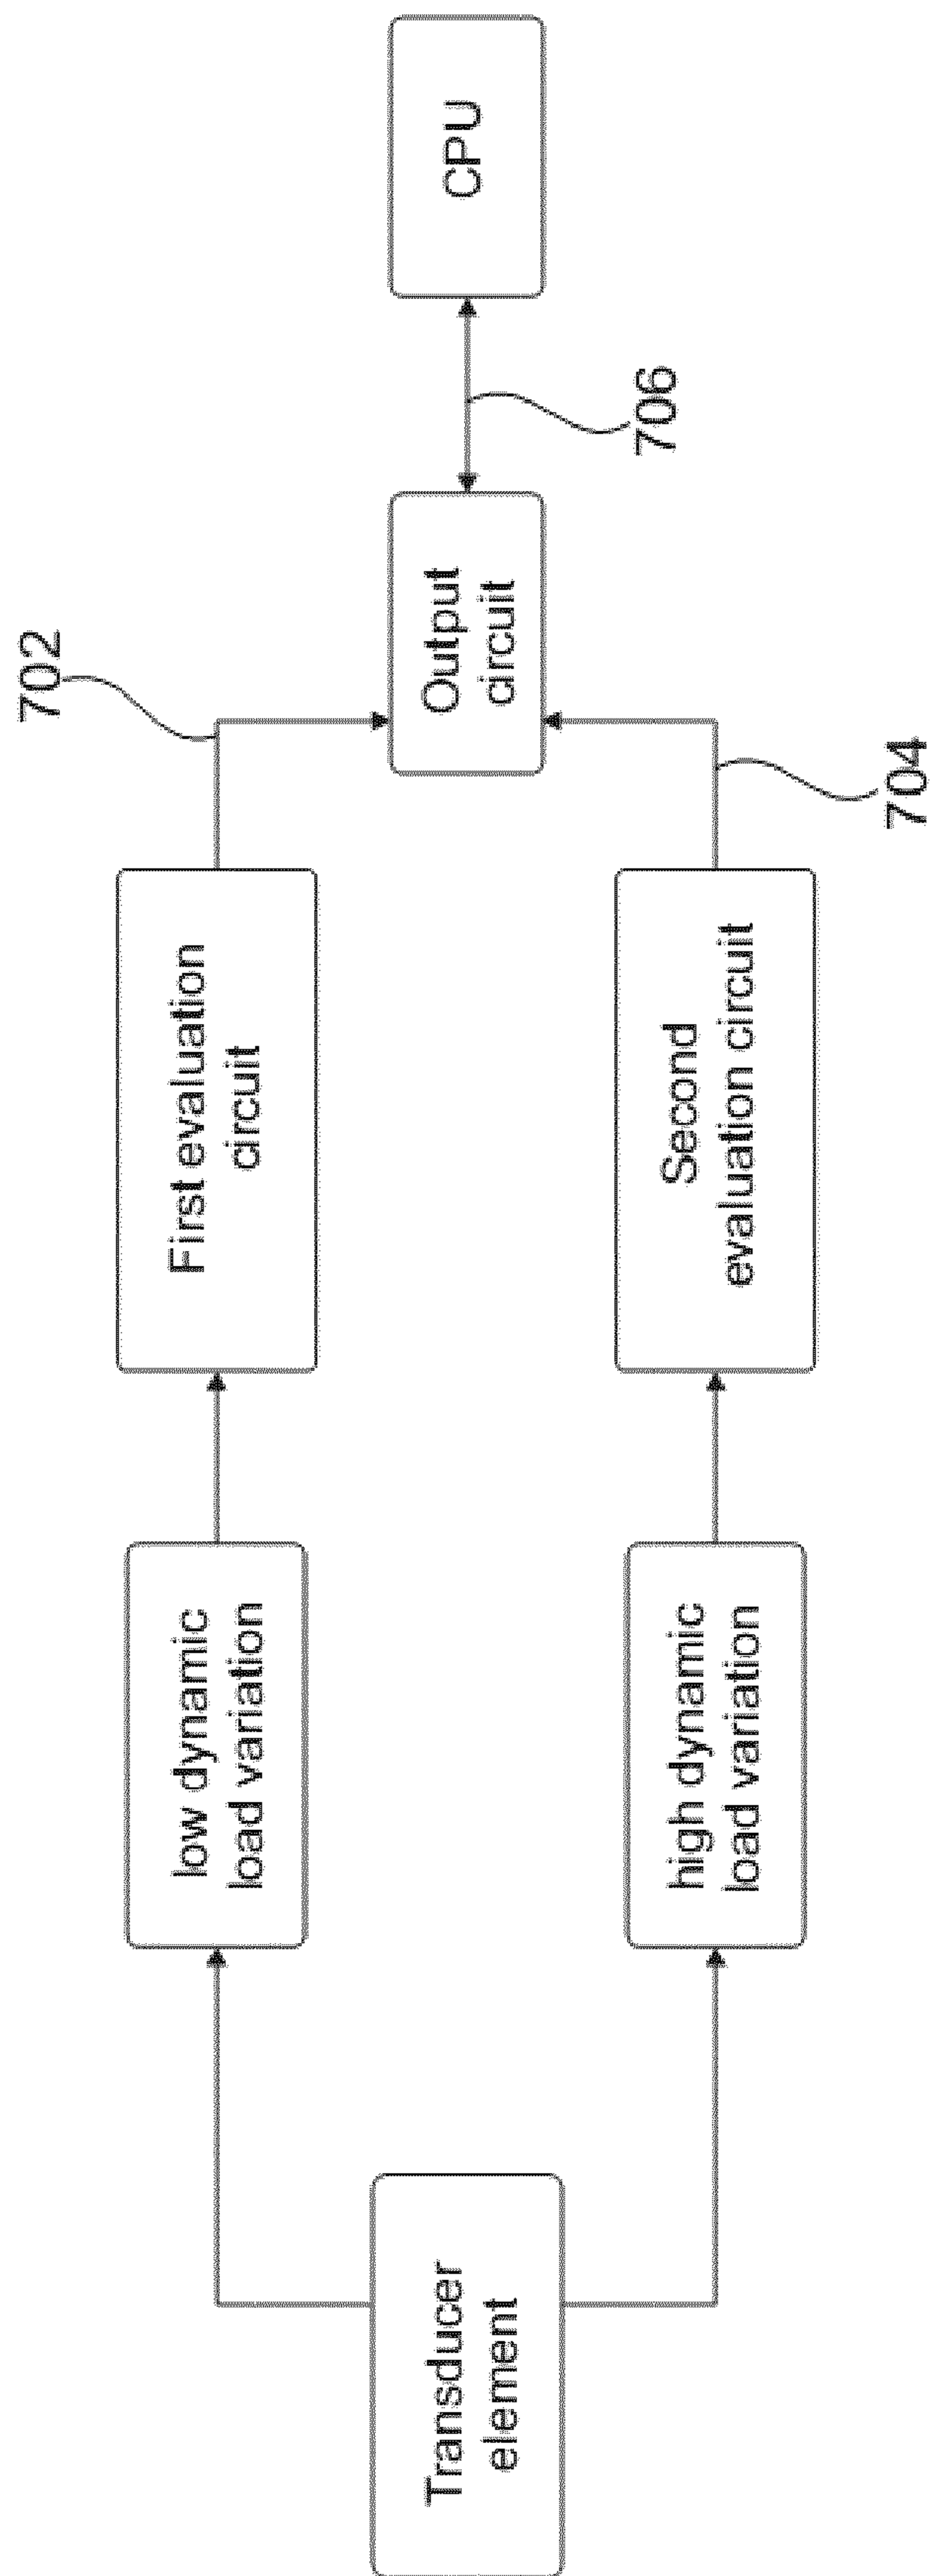 Transducer
element
low dynamic
load variation
First evaluation
circuit
702
high dynamic
load variation
Second
evaluation circuit
704
Output
circuit
706
CPU